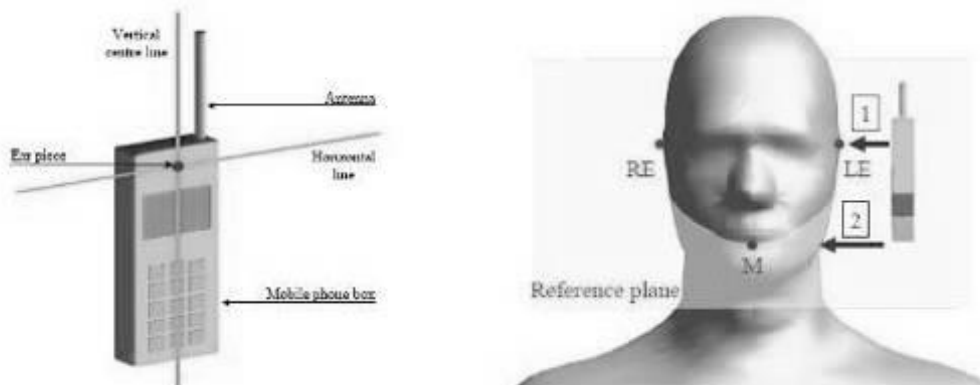 Vertical
centre line
Antenna
Ear piece
Horizontal
line
Mobile phone box
1
RE
LE
2
M
Reference plane